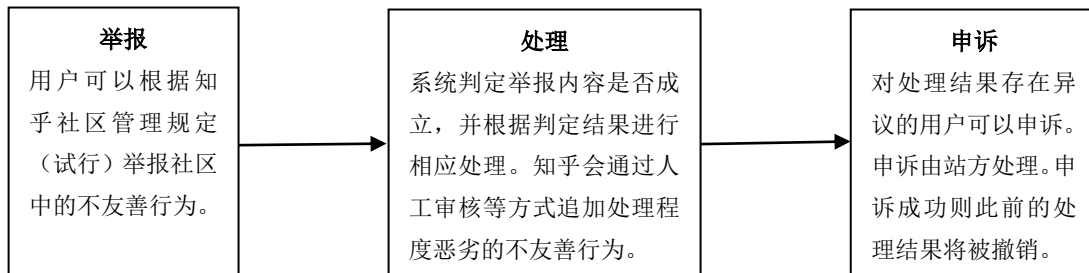 举报
用户可以根据知
乎社区管理规定
（试行）举报社区
中的不友善行为。
处理
系统判定举报内容是否成
立，并根据判定结果进行
相应处理。知乎会通过人
工审核等方式追加处理程
度恶劣的不友善行为。
申诉
对处理结果存在异
议的用户可以申诉。
申诉由站方处理。申
诉成功则此前的处
理结果将被撤销。